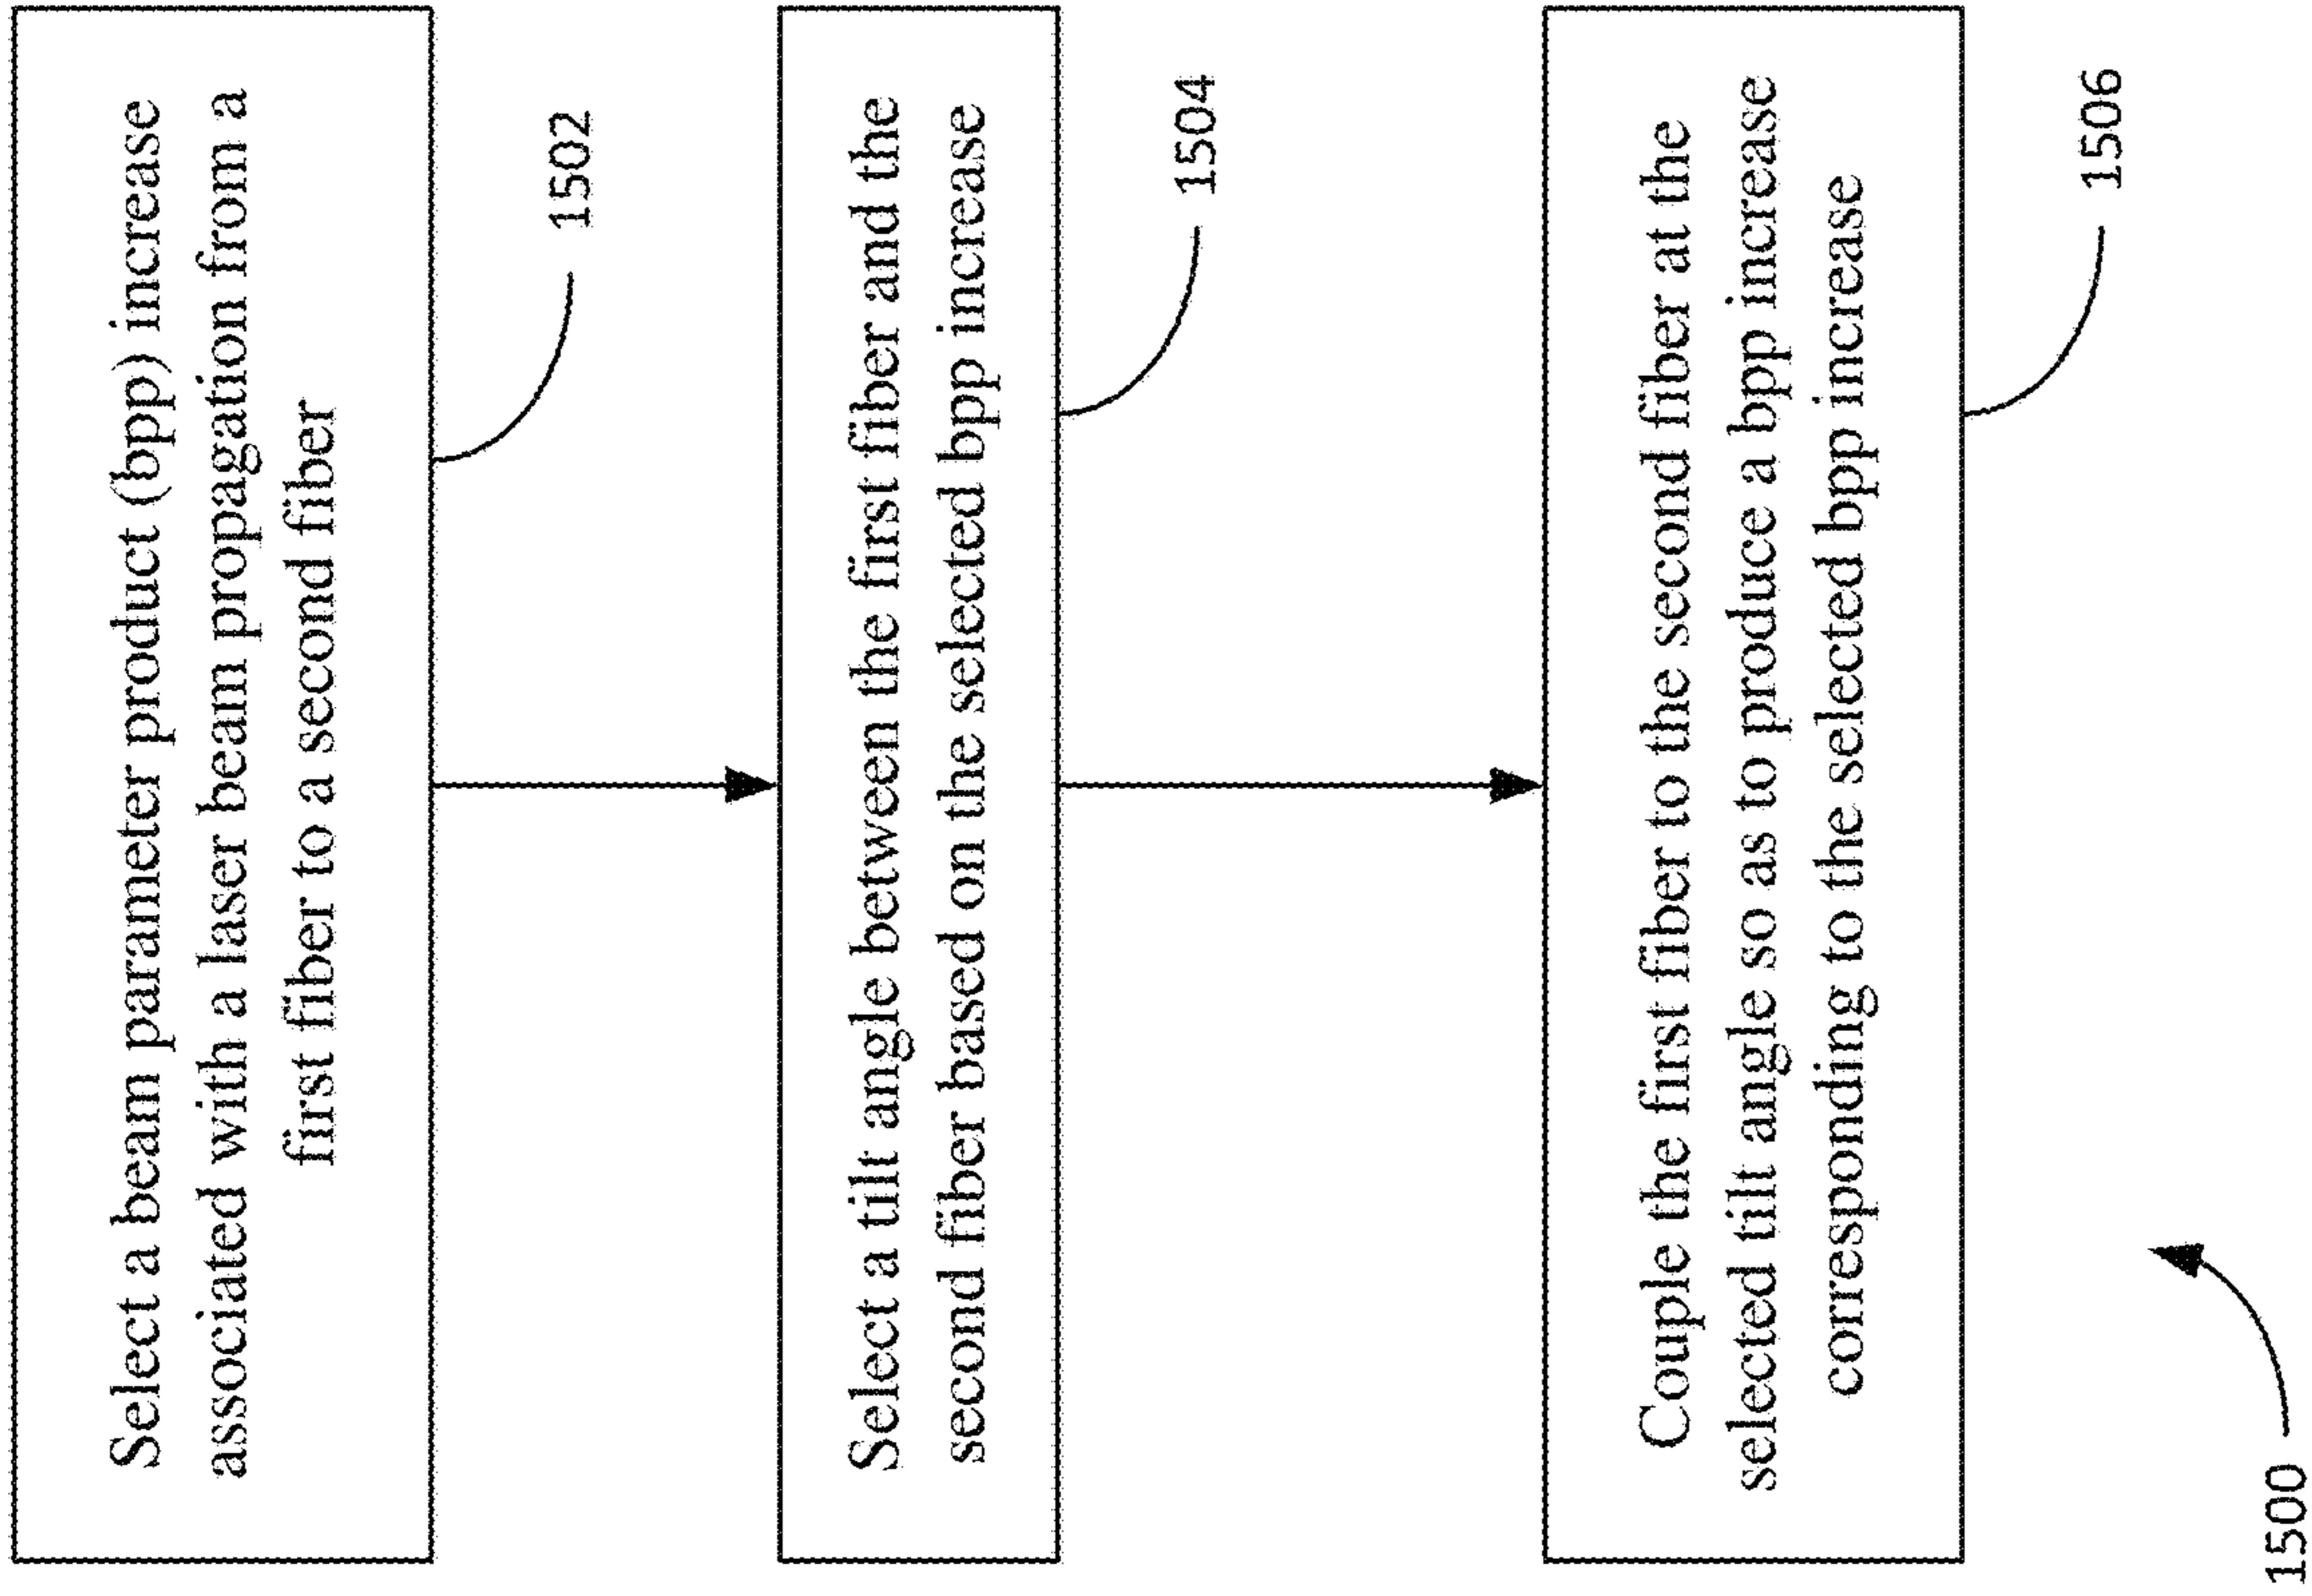 Select a beam parameter product (bpp) increase
associated with a laser beam propagation from a
first fiber to a second fiber
1502
Select a tilt angle between the first fiber and the
second fiber based on the selected bpp increase
1504
Couple the first fiber to the second fiber at the
selected tilt angle so as to produce a bpp increase
corresponding to the selected bpp increase
1506
1500